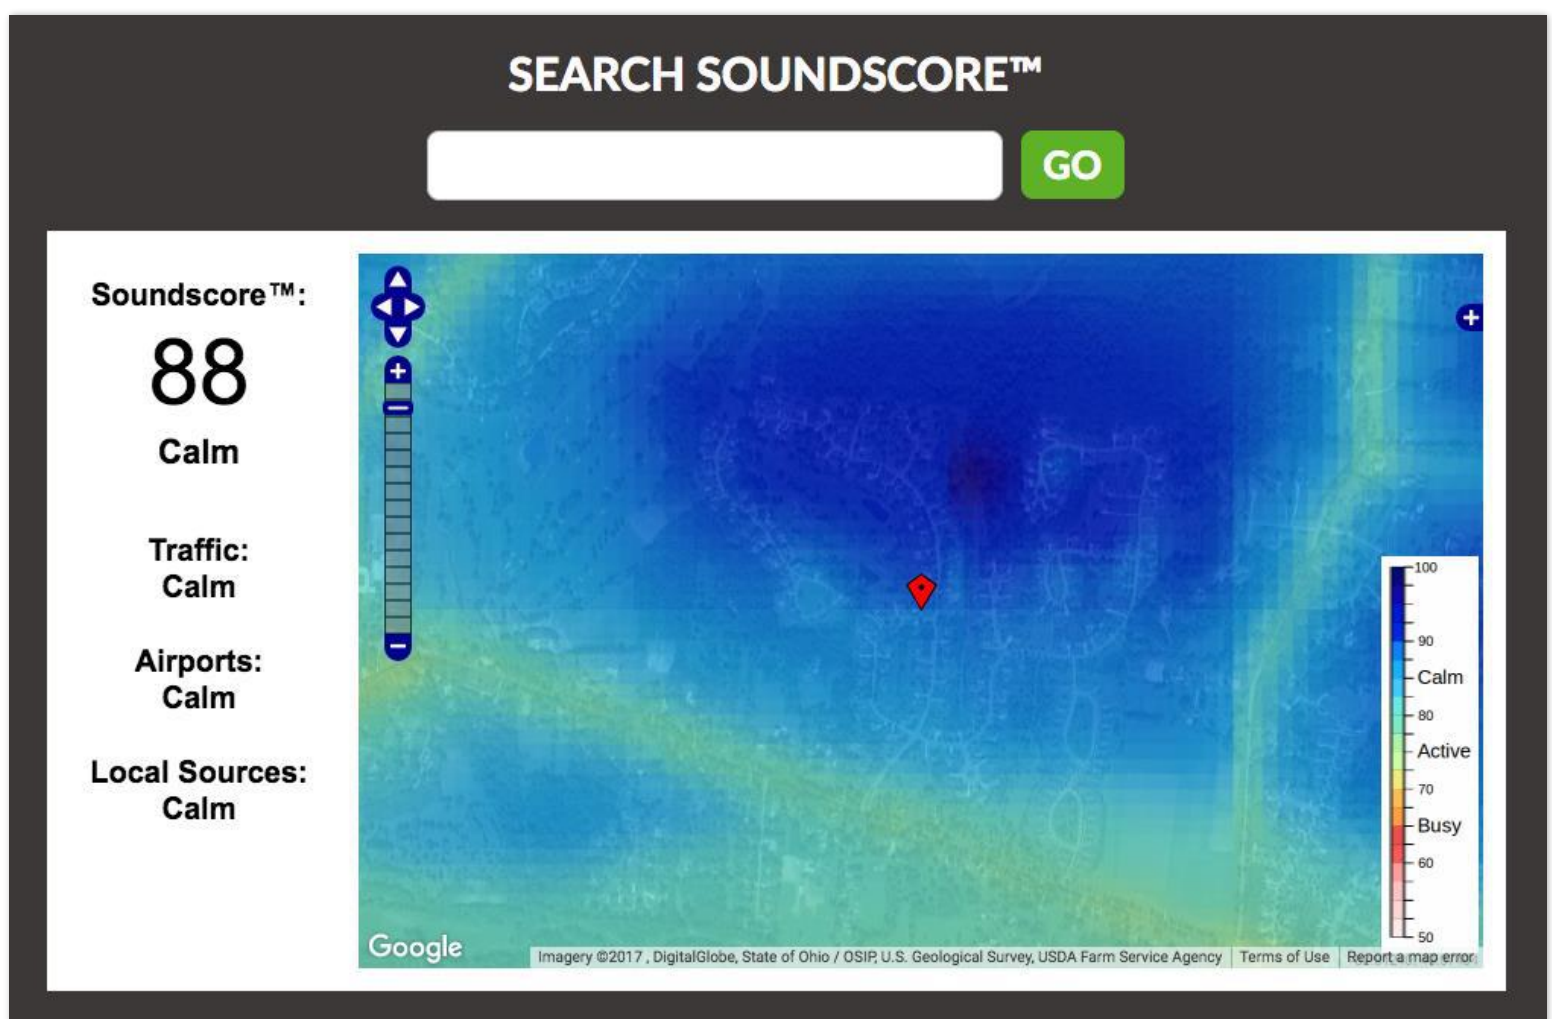 SEARCH SOUNDSCORE™
GO
Soundscore™:
88
Calm
Traffic:
Calm
Airports:
Calm
Local Sources:
Calm
100
90
Calm
80
Active
70
Busy
60
50
Google
Imagery ©2017 , DigitalGlobe, State of Ohio / OSIP, U.S. Geological Survey, USDA Farm Service Agency
Terms of Use
Report a map error